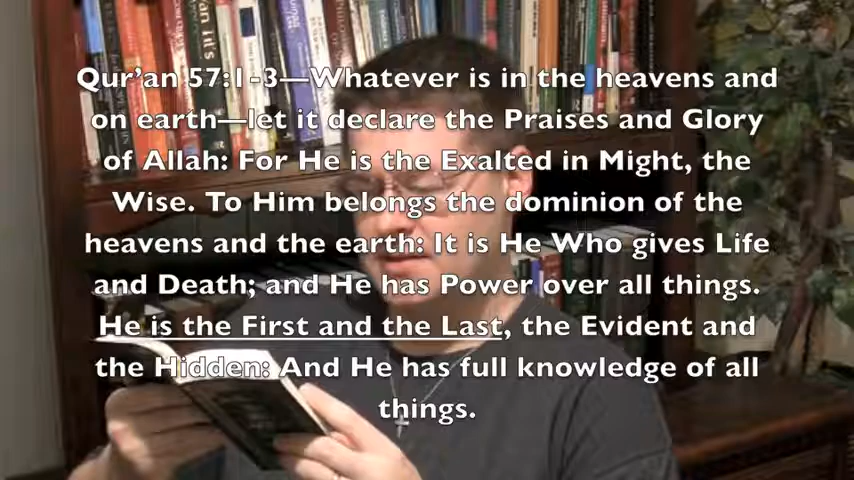 Qur’an 57:1-3—Whatever is in the heavens and
on earth—let it declare the Praises and Glory
of Allah: For He is the Exalted in Might, the
Wise. To Him belongs the dominion of the
heavens and the earth: It is He Who gives Life
and Death; and He has Power over all things.
He is the First and the Last, the Evident and
the Hidden: And He has full knowledge of all
things.